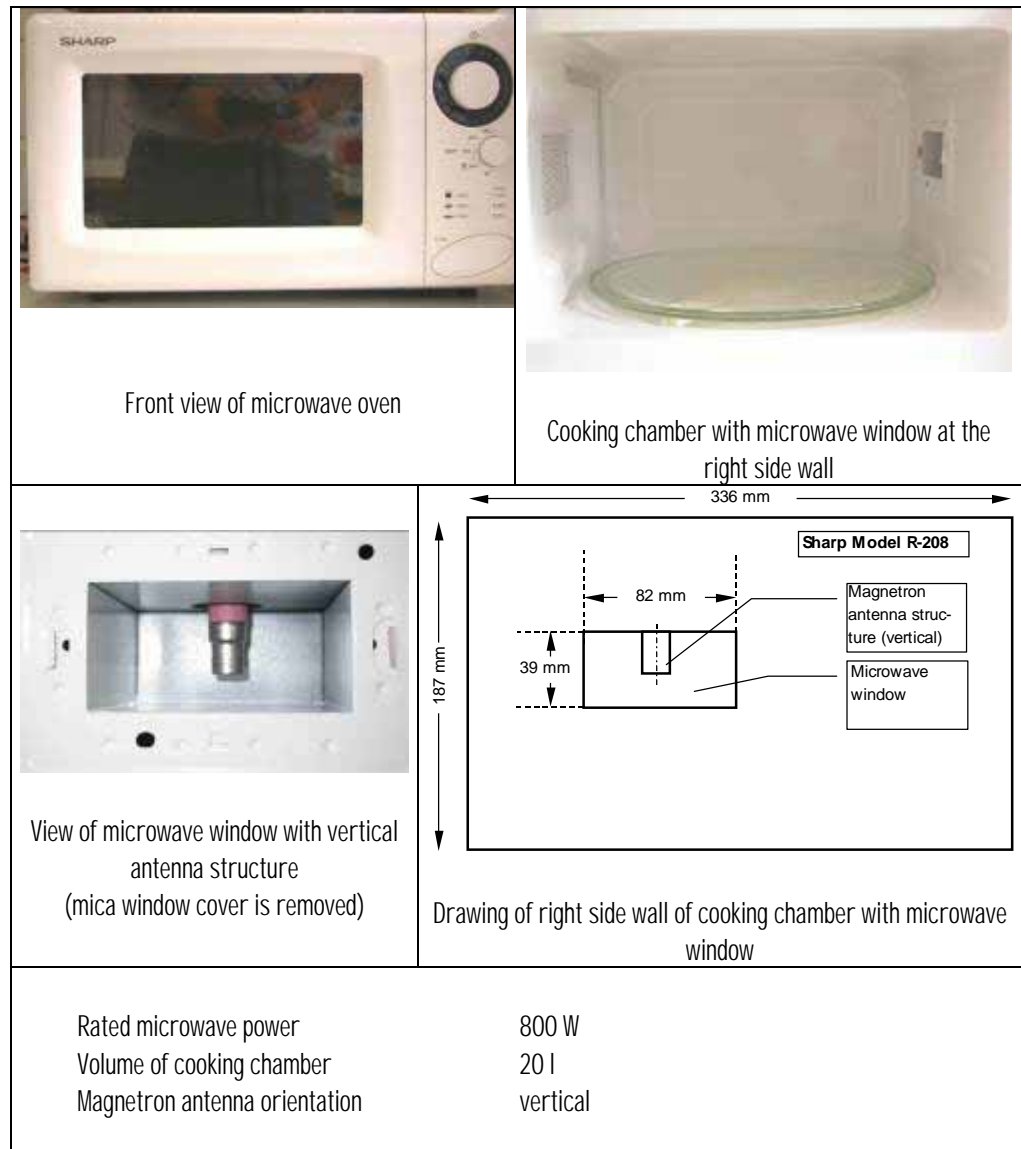 SHARP
Front view of microwave oven
Cooking chamber with microwave window at the
right side wall
View of microwave window with vertical
antenna structure
(mica window cover is removed)
336 mm
Sharp Model R-208
82 mm
Magnetron
antenna struc-
ture (vertical)
39 mm
187 mm
Microwave
window
Drawing of right side wall of cooking chamber with microwave
window
Rated microwave power 800 W
Volume of cooking chamber 20 l
Magnetron antenna orientation vertical